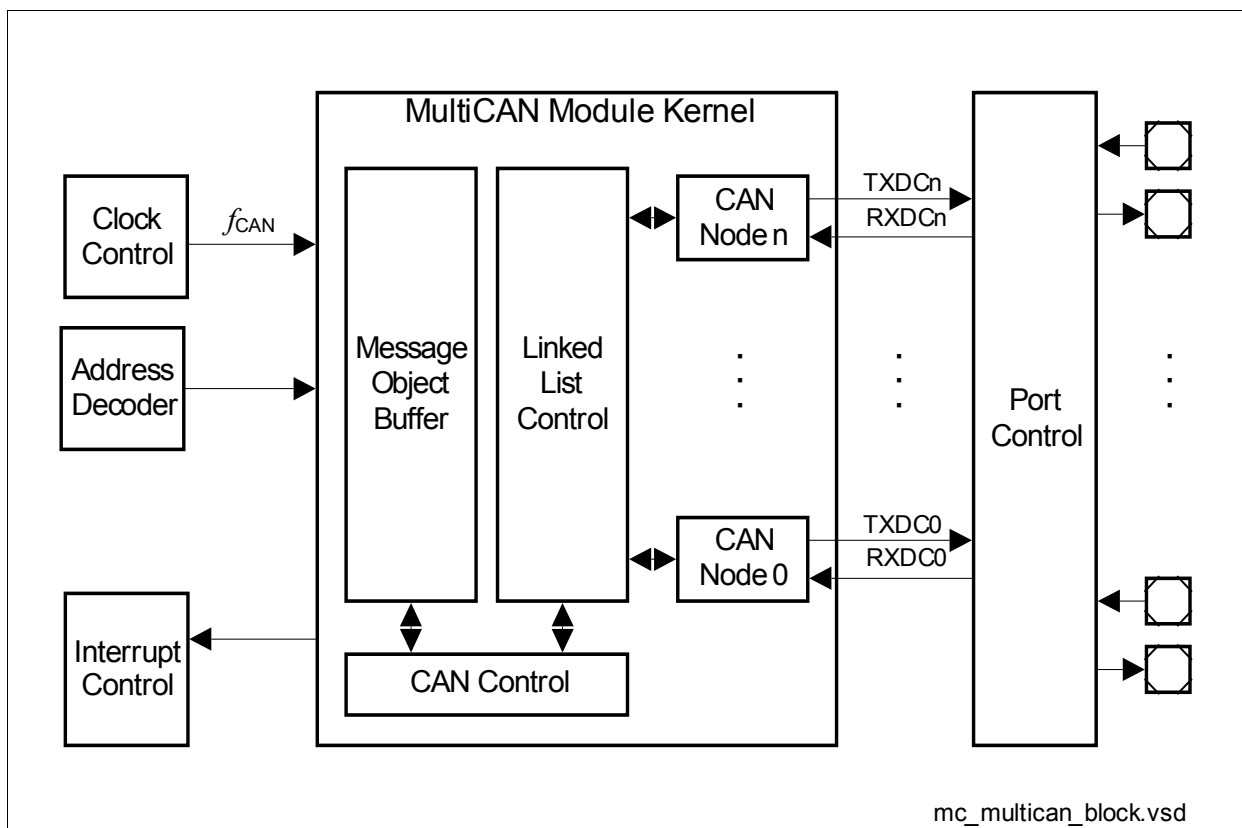 MultiCAN Module Kernel
Clock
Control
fCAN
Address
Decoder
Interrupt
Control
Message
Object
Buffer
Linked
List
Control
CAN Control
CAN
Node n
CAN
Node 0
TXDCn
RXDCn
TXDC0
RXDC0
Port
Control
mc_multican_block.vsd